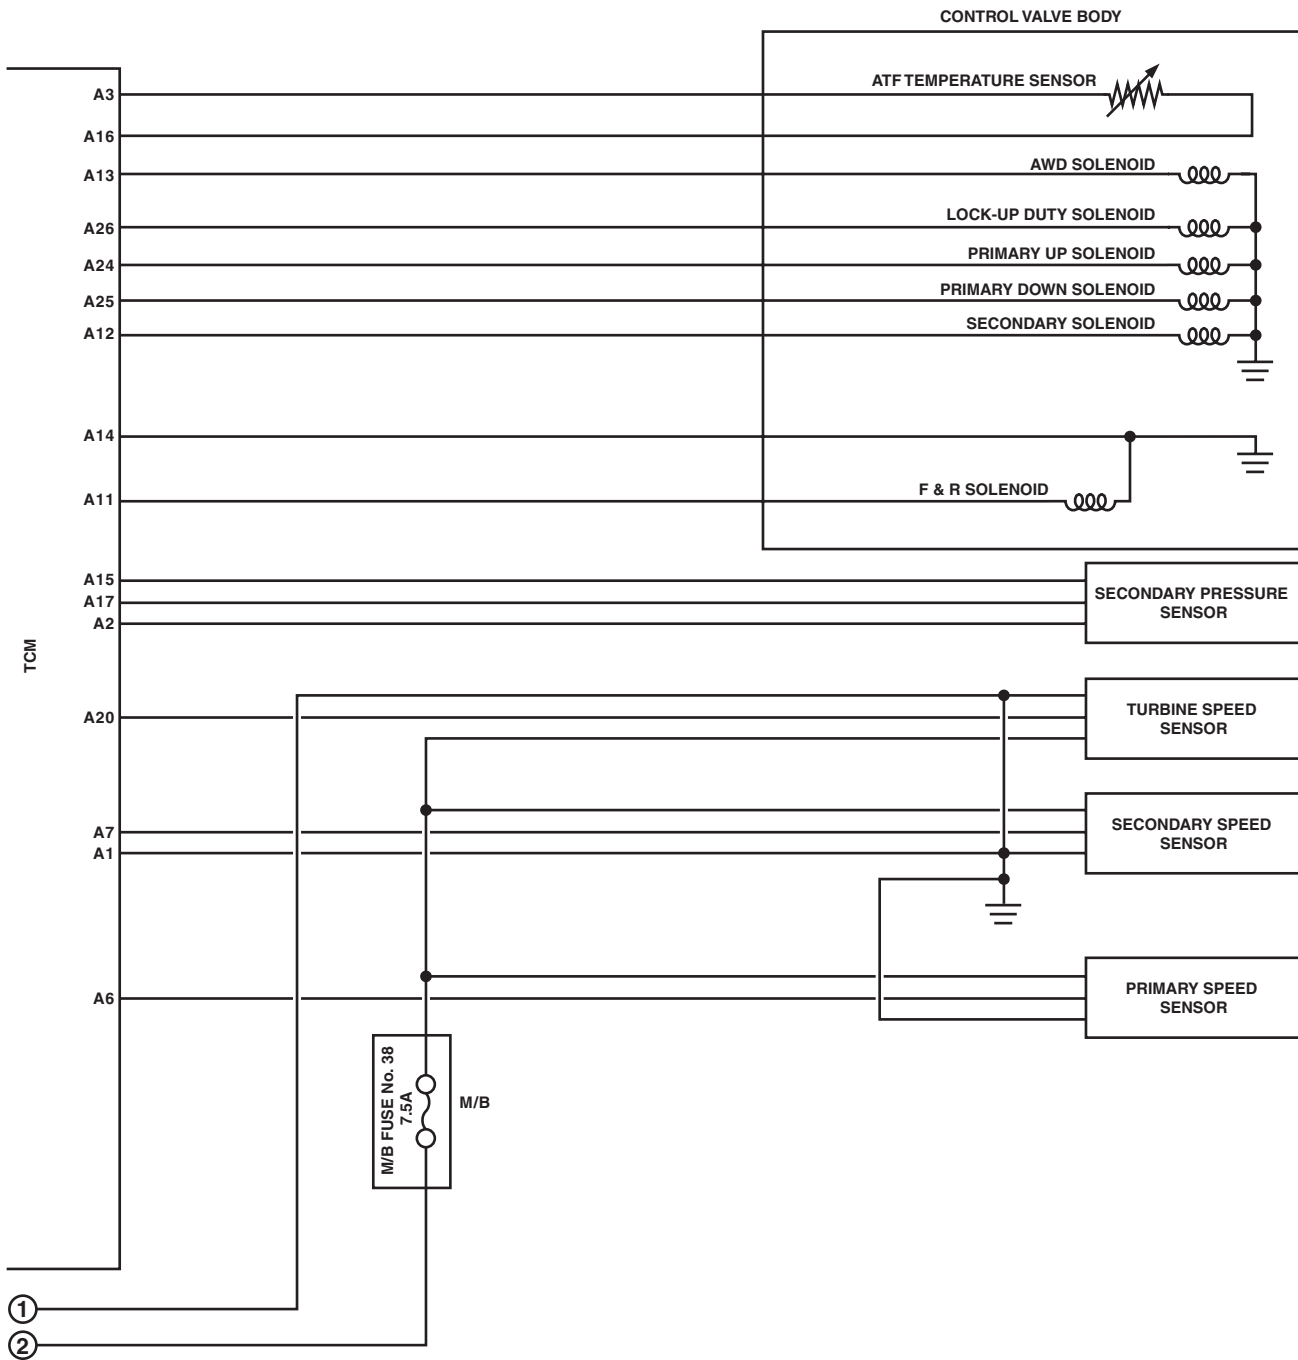 CONTROL VALVE BODY
ATF TEMPERATURE SENSOR
A3
A16
AWD SOLENOID
A13
LOCK-UP DUTY SOLENOID
A26
PRIMARY UP SOLENOID
A24
PRIMARY DOWN SOLENOID
A25
SECONDARY SOLENOID
A12
A14
F & R SOLENOID
A11
A15
A17
A2
SECONDARY PRESSURE
SENSOR
TCM
A20
TURBINE SPEED
SENSOR
A7
A1
SECONDARY SPEED
SENSOR
A6
PRIMARY SPEED
SENSOR
M/B FUSE No. 38
7.5A
M/B
1
2